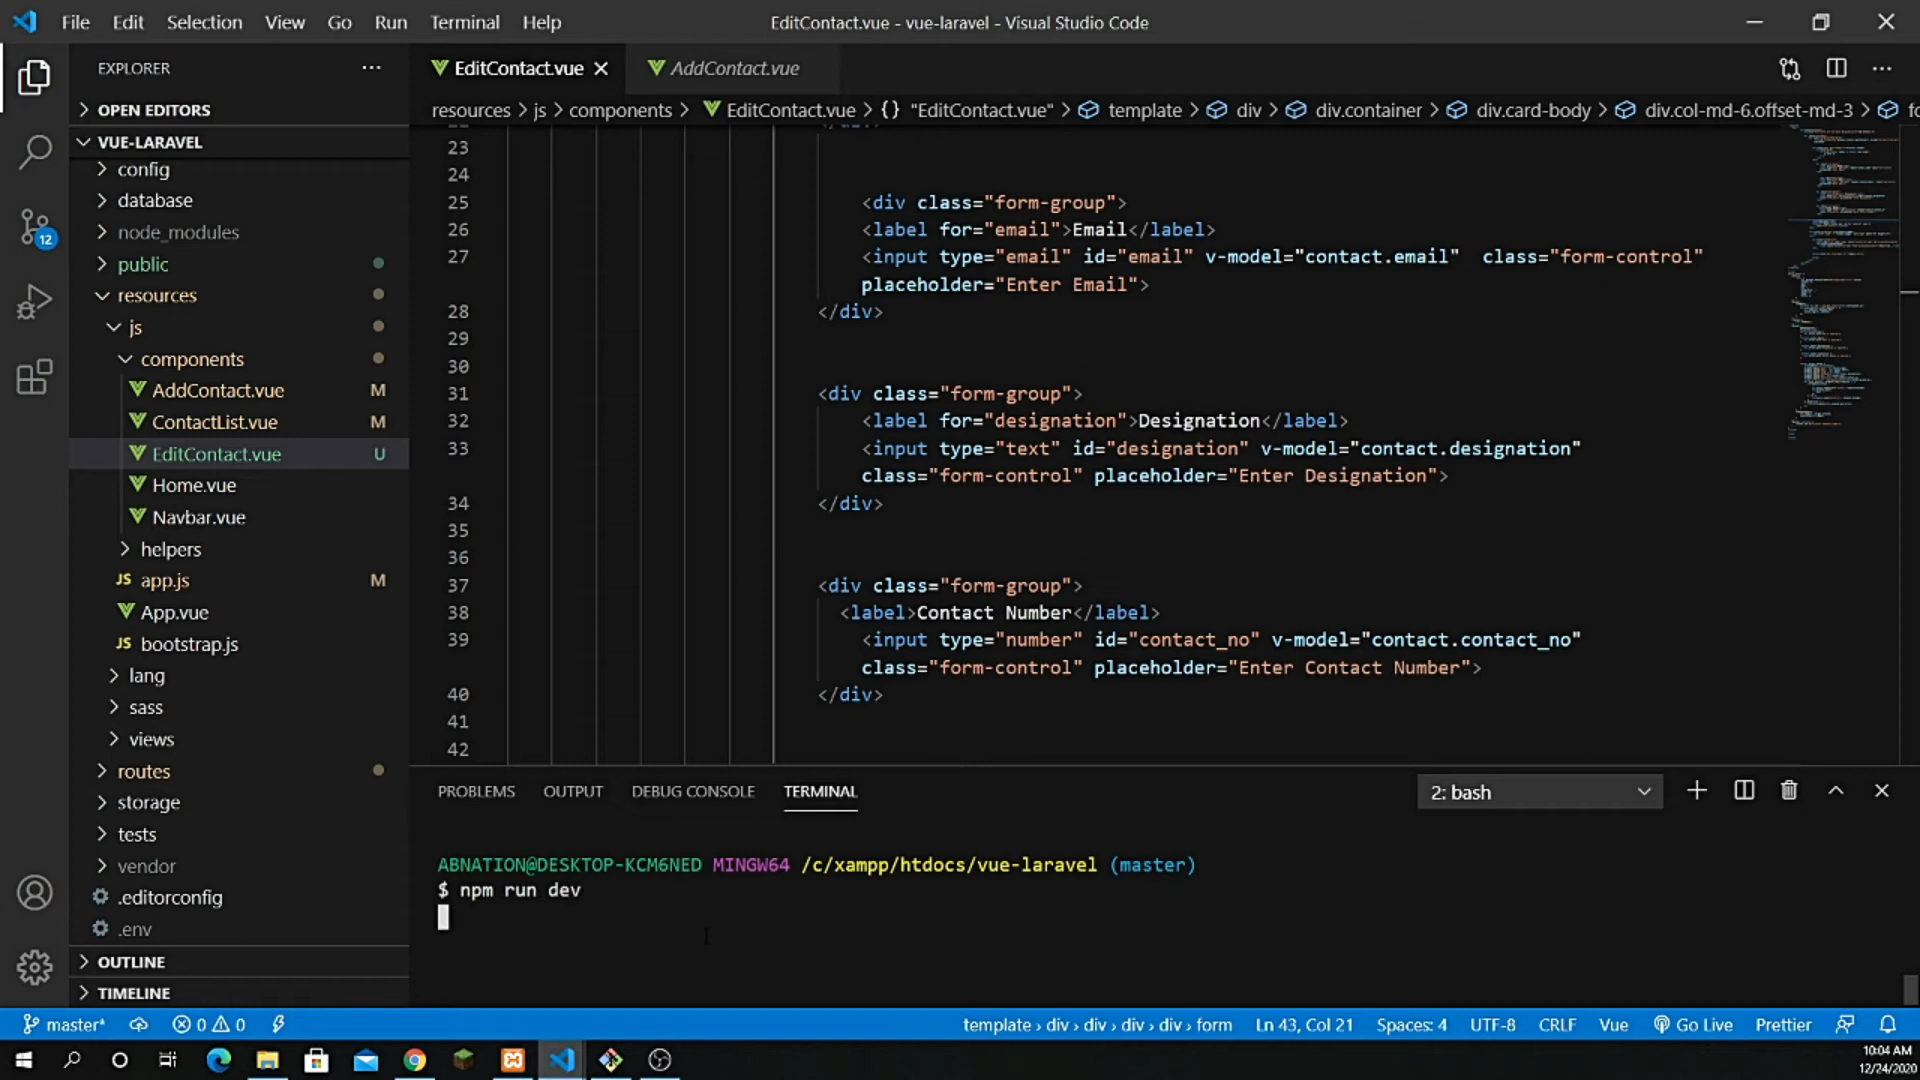 File Edit Selection View Go Run Terminal Help
EditContact.vue - vue-laravel - Visual Studio Code
EXPLORER
OPEN EDITORS
VUE-LARAVEL
config
database
node_modules
public
resources
js
components
AddContact.vue M
ContactList.vue M
EditContact.vue U
Home.vue
Navbar.vue
helpers
JS app.js M
App.vue
JS bootstrap.js
lang
sass
views
routes
storage
tests
vendor
.editorconfig
.env
OUTLINE
TIMELINE
12
EditContact.vue
AddContact.vue
resources > js > components > EditContact.vue > {} "EditContact.vue" > template > div > div.container > div.card-body > div.col-md-6.offset-md-3 > fo
23
24
25 <div class="form-group">
26 <label for="email">Email</label>
27 <input type="email" id="email" v-model="contact.email" class="form-control"
placeholder="Enter Email">
28 </div>
29
30
31 <div class="form-group">
32 <label for="designation">Designation</label>
33 <input type="text" id="designation" v-model="contact.designation"
class="form-control" placeholder="Enter Designation">
34 </div>
35
36
37 <div class="form-group">
38 <label>Contact Number</label>
39 <input type="number" id="contact_no" v-model="contact.contact_no"
class="form-control" placeholder="Enter Contact Number">
40 </div>
41
42
PROBLEMS OUTPUT DEBUG CONSOLE TERMINAL
2: bash
ABNATION@DESKTOP-KCM6NED MINGW64 /c/xampp/htdocs/vue-laravel (master)
$ npm run dev
master* 0 0
template › div › div › div › div › form Ln 43, Col 21 Spaces: 4 UTF-8 CRLF Vue Go Live Prettier
10:04 AM
12/24/2020